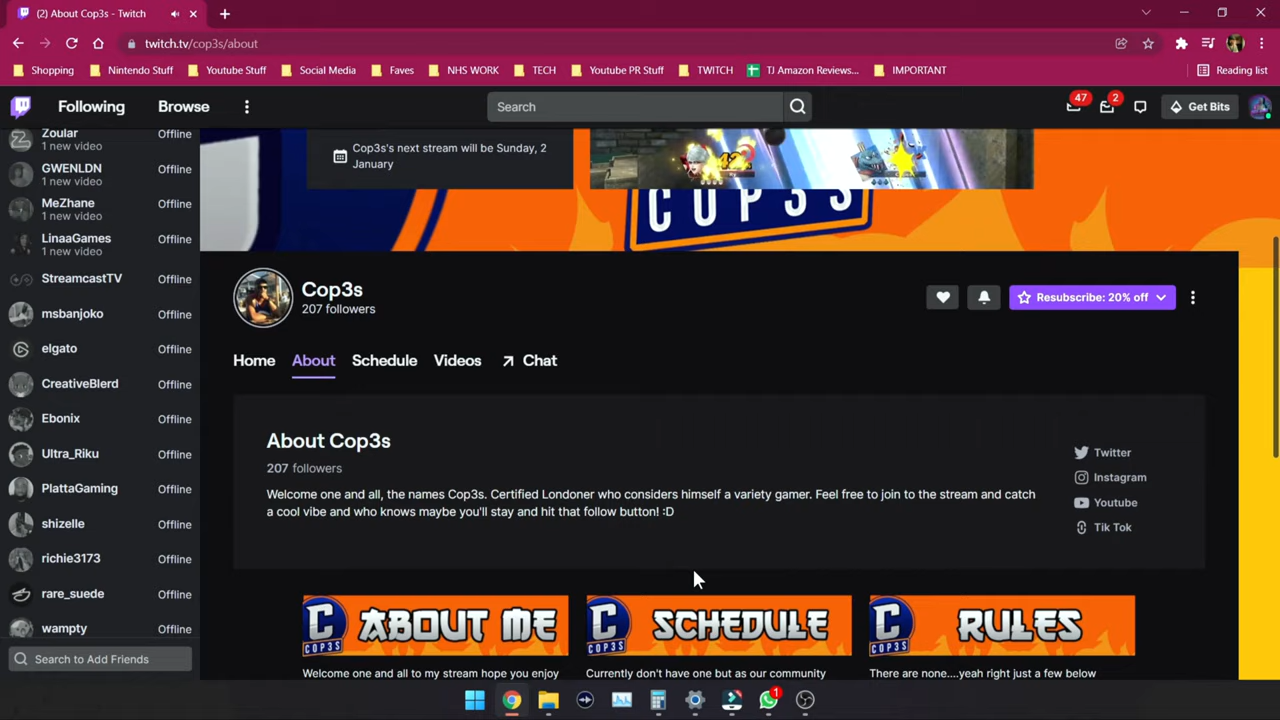 (2) About Cop3s - Twitch
twitch.tv/cop3s/about
Shopping
Nintendo Stuff
Youtube Stuff
Social Media
Faves
NHS WORK
TECH
Youtube PR Stuff
TWITCH
TJ Amazon Reviews...
IMPORTANT
Reading list
Following
Browse
Search
47
2
Get Bits
Zoular
Offline
1 new video
GWENLDN
Offline
1 new video
MeZhane
Offline
1 new video
LinaaGames
Offline
1 new video
StreamcastTV
Offline
msbanjoko
Offline
elgato
Offline
CreativeBlerd
Offline
Ebonix
Offline
Ultra_Riku
Offline
PlattaGaming
Offline
shizelle
Offline
richie3173
Offline
rare_suede
Offline
wampty
Offline
Search to Add Friends
Cop3s's next stream will be Sunday, 2
January
COP3S
Cop3s
207 followers
Resubscribe: 20% off
Home
About
Schedule
Videos
Chat
About Cop3s
207 followers
Welcome one and all, the names Cop3s. Certified Londoner who considers himself a variety gamer. Feel free to join to the stream and catch
a cool vibe and who knows maybe you'll stay and hit that follow button! :D
Twitter
Instagram
Youtube
Tik Tok
C COP3S ABOUT ME
C COP3S SCHEDULE
C COP3S RULES
Welcome one and all to my stream hope you enjoy
Currently don't have one but as our community
There are none....yeah right just a few below
1